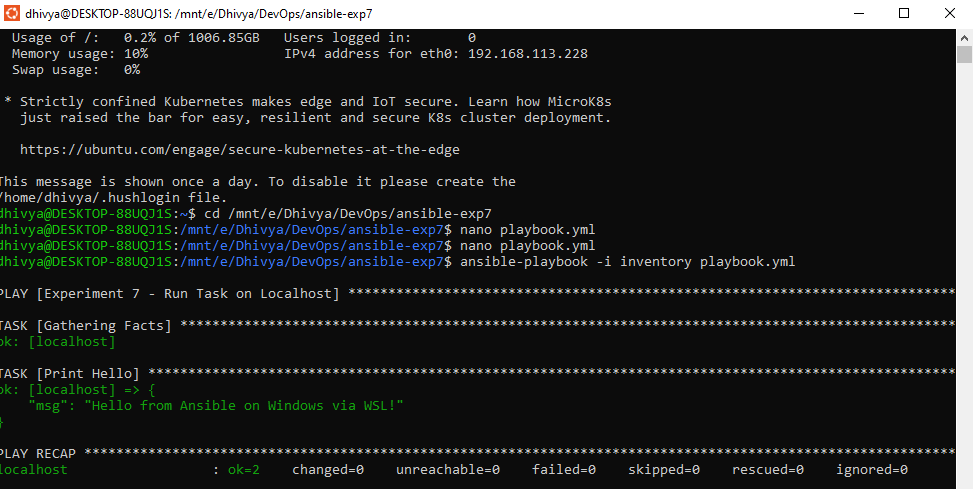 dhivya@DESKTOP-88UQJ1S: /mnt/e/Dhivya/DevOps/ansible-exp7
Usage of /:   0.2% of 1006.85GB   Users logged in:       0
Memory usage: 10%                 IPv4 address for eth0: 192.168.113.228
Swap usage:   0%
* Strictly confined Kubernetes makes edge and IoT secure. Learn how MicroK8s
just raised the bar for easy, resilient and secure K8s cluster deployment.
https://ubuntu.com/engage/secure-kubernetes-at-the-edge
This message is shown once a day. To disable it please create the
/home/dhivya/.hushlogin file.
dhivya@DESKTOP-88UQJ1S:~$ cd /mnt/e/Dhivya/DevOps/ansible-exp7
dhivya@DESKTOP-88UQJ1S:/mnt/e/Dhivya/DevOps/ansible-exp7$ nano playbook.yml
dhivya@DESKTOP-88UQJ1S:/mnt/e/Dhivya/DevOps/ansible-exp7$ nano playbook.yml
dhivya@DESKTOP-88UQJ1S:/mnt/e/Dhivya/DevOps/ansible-exp7$ ansible-playbook -i inventory playbook.yml
PLAY [Experiment 7 - Run Task on Localhost] ****************************************************************************
TASK [Gathering Facts] *************************************************************************************************
ok: [localhost]
TASK [Print Hello] *****************************************************************************************************
ok: [localhost] => {
"msg": "Hello from Ansible on Windows via WSL!"
}
PLAY RECAP *************************************************************************************************************
localhost                  : ok=2    changed=0    unreachable=0    failed=0    skipped=0    rescued=0    ignored=0